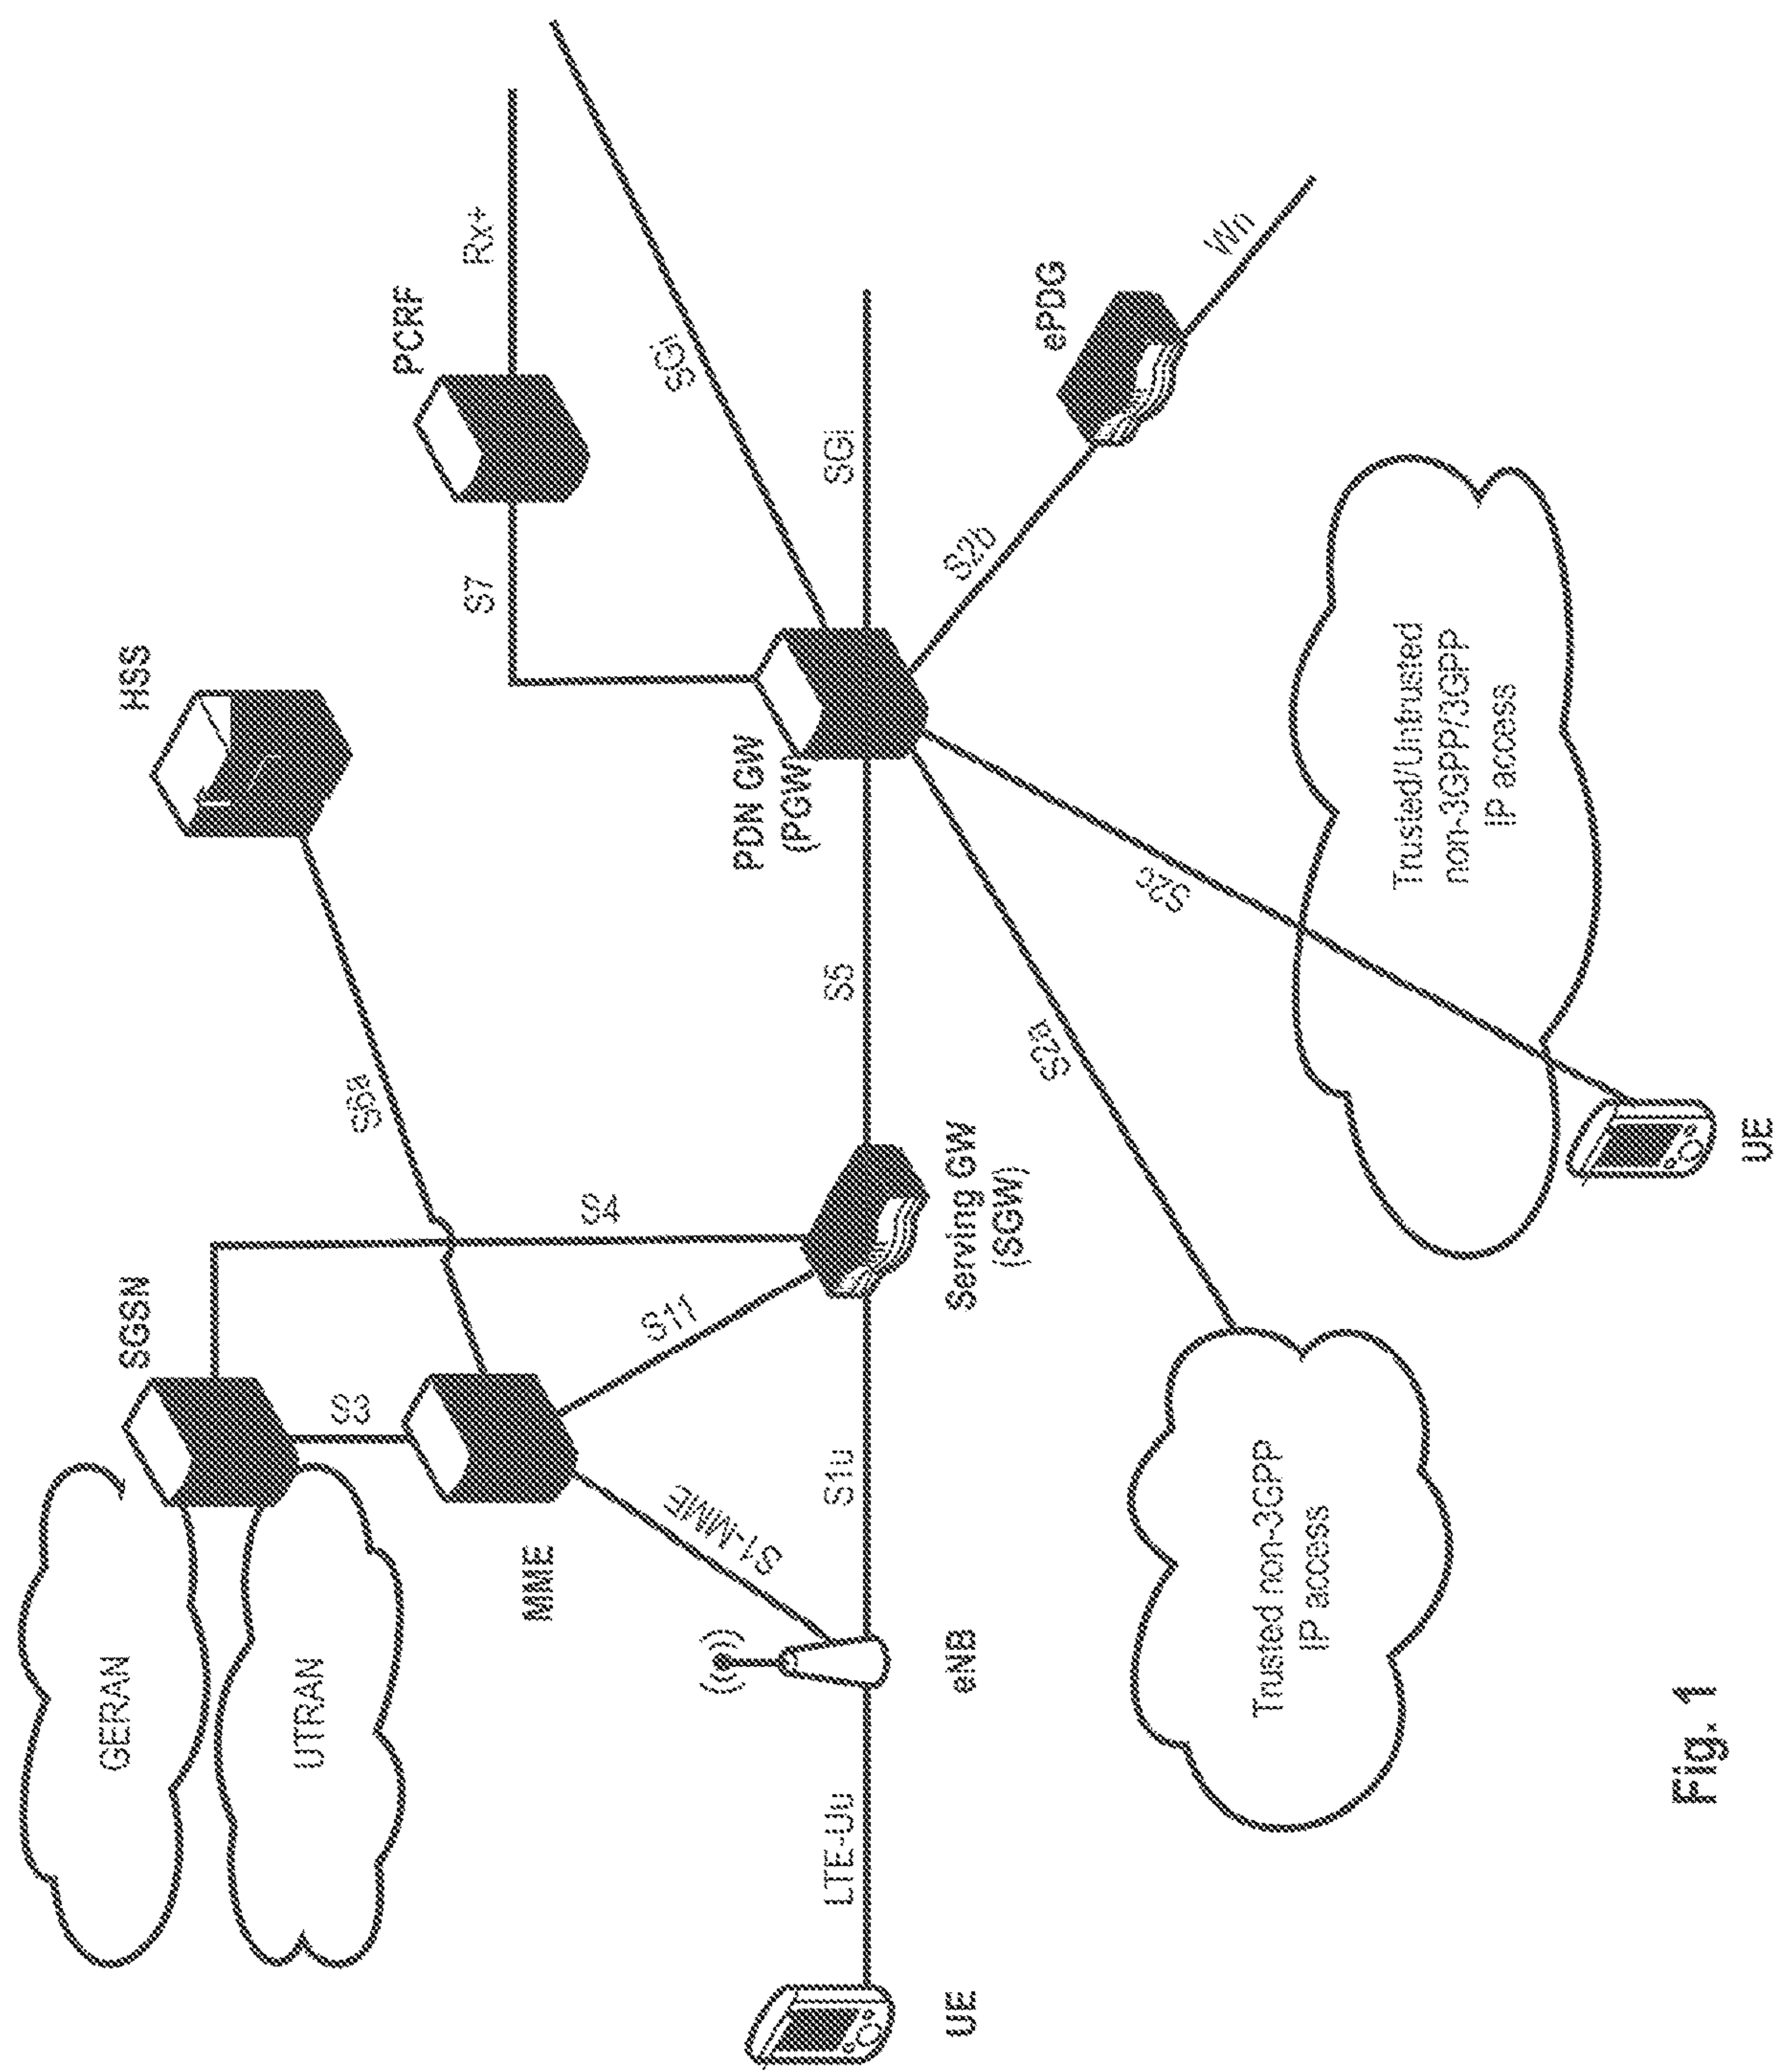 GERAN
UTRAN
SGSN
HSS
S3
MME
S6a
S4
S11
S1-MME
PCRF
S7
Rx+
SGi
UE
LTE-Uu
eNB
S1u
Serving GW
(SGW)
S5
PDN GW
(PGW)
SGi
S2a
S2c
S2b
ePDG
Wn
Trusted non-3GPP
IP access
Trusted/Untrusted
non-3GPP/3GPP
IP access
UE
Fig. 1